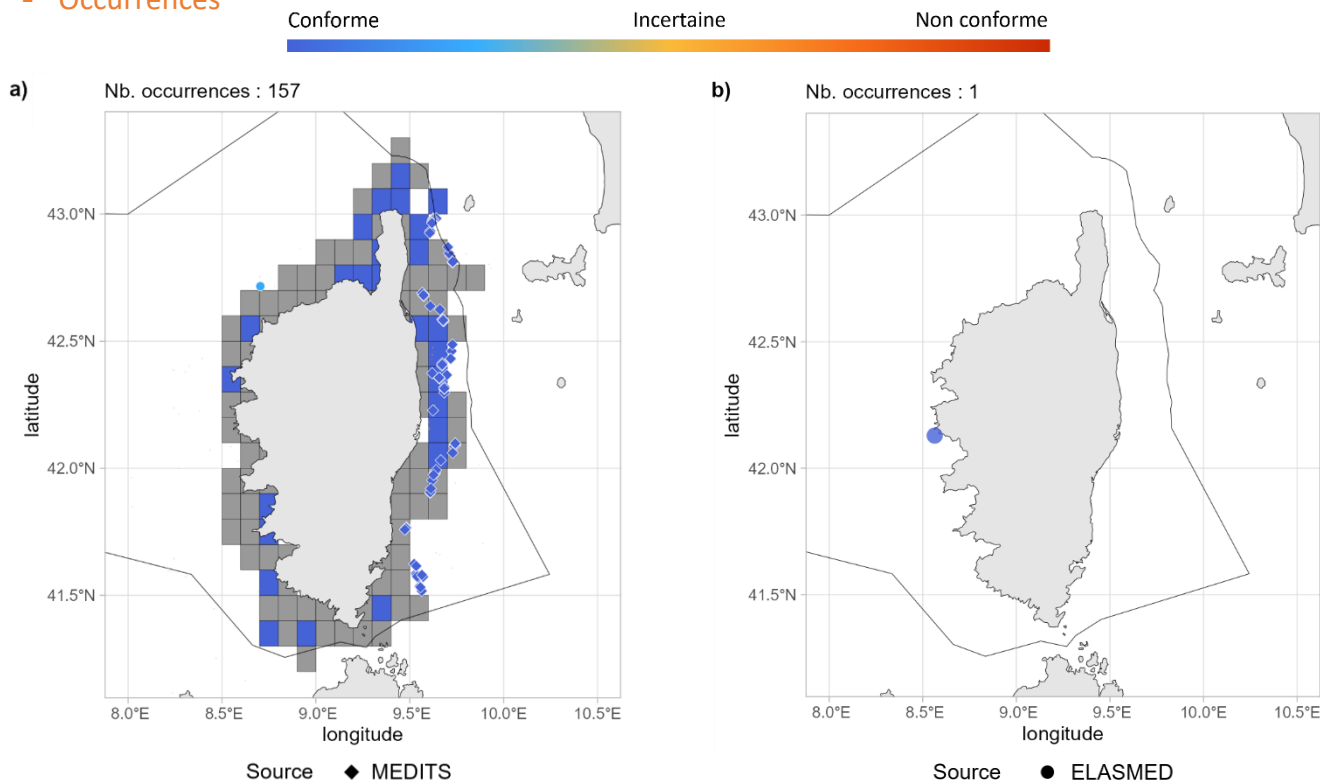 - Occurrences
Conforme Incertaine Non conforme
a) Nb. occurrences : 157
43.0°N
42.5°N
42.0°N
41.5°N
latitude
8.0°E 8.5°E 9.0°E 9.5°E 10.0°E 10.5°E
longitude
Source ◆ MEDITS
b) Nb. occurrences : 1
43.0°N
42.5°N
42.0°N
41.5°N
latitude
8.0°E 8.5°E 9.0°E 9.5°E 10.0°E 10.5°E
longitude
Source ● ELASMED